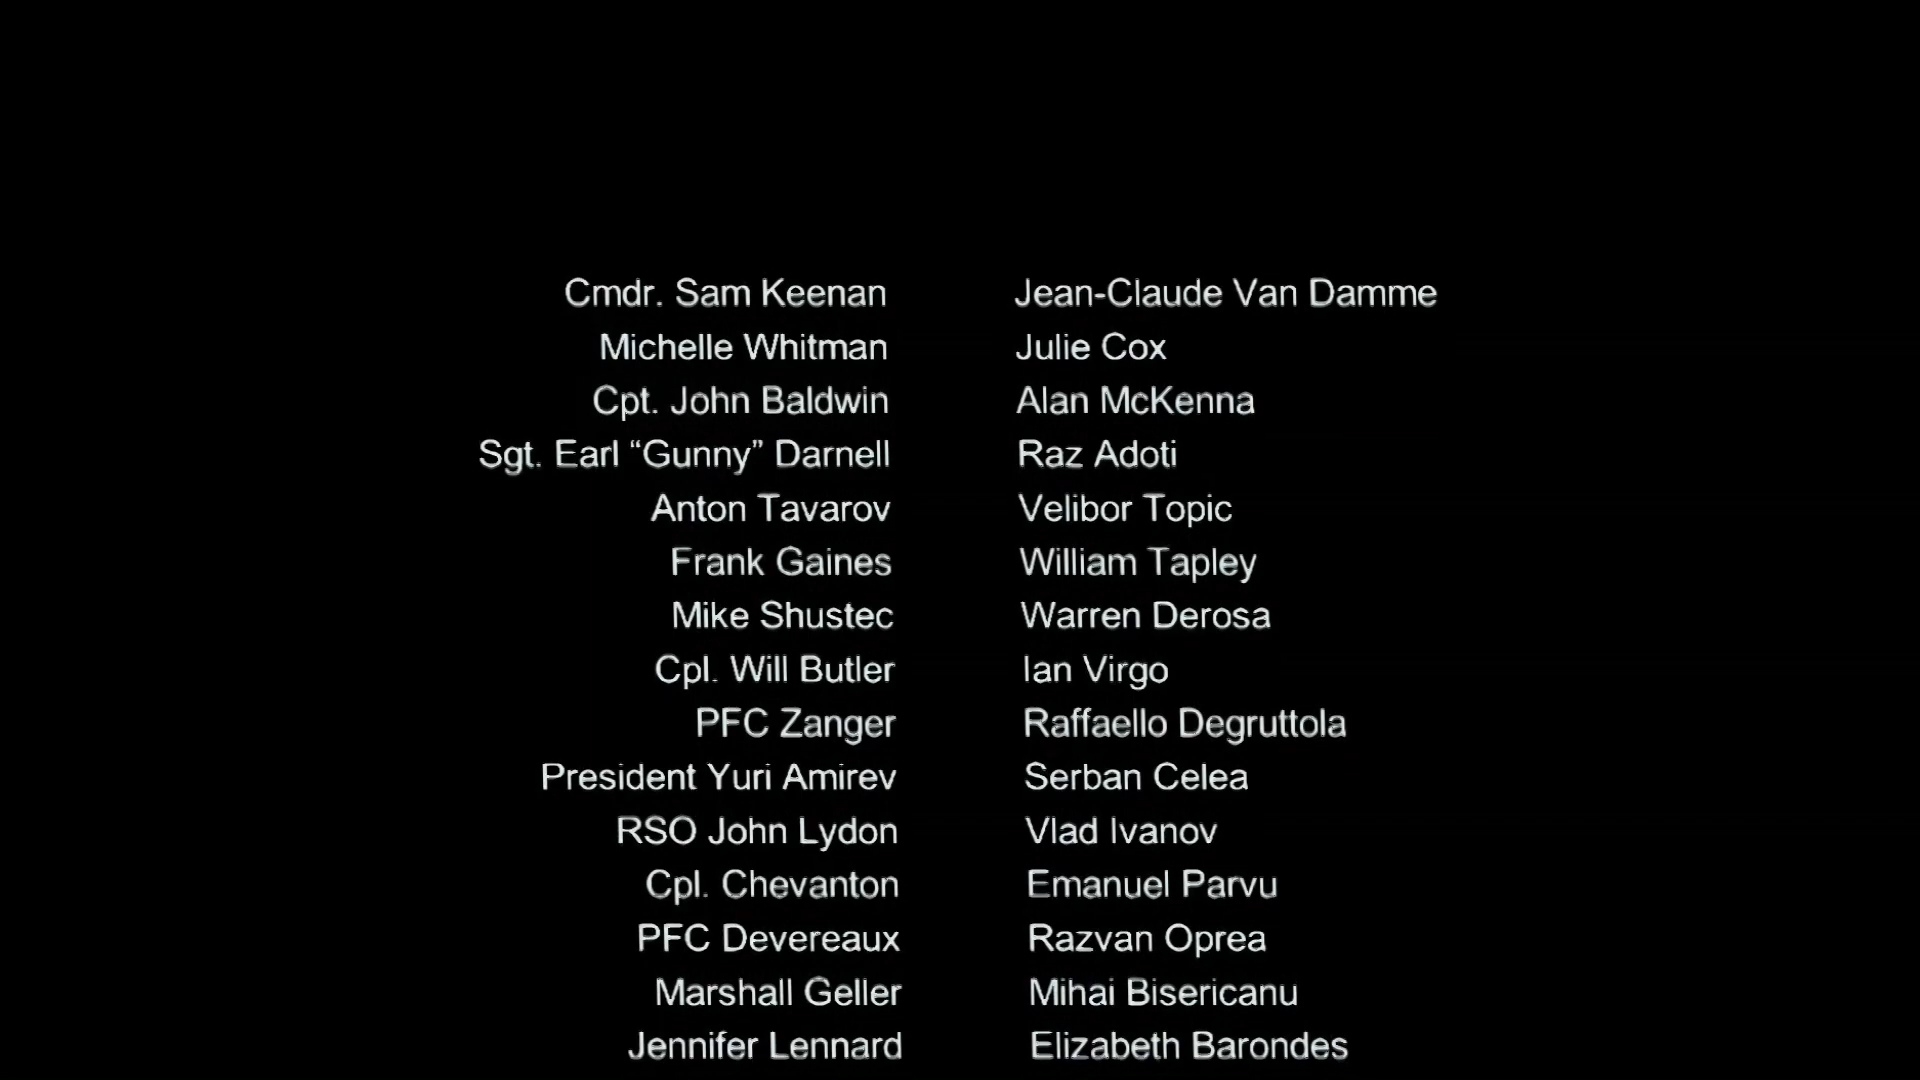 Cmdr. Sam Keenan Jean-Claude Van Damme
Michelle Whitman Julie Cox
Cpt. John Baldwin Alan McKenna
Sgt. Earl “Gunny” Darnell Raz Adoti
Anton Tavarov Velibor Topic
Frank Gaines William Tapley
Mike Shustec Warren Derosa
Cpl. Will Butler Ian Virgo
PFC Zanger Raffaello Degruttola
President Yuri Amirev Serban Celea
RSO John Lydon Vlad Ivanov
Cpl. Chevanton Emanuel Parvu
PFC Devereaux Razvan Oprea
Marshall Geller Mihai Bisericanu
Jennifer Lennard Elizabeth Barondes